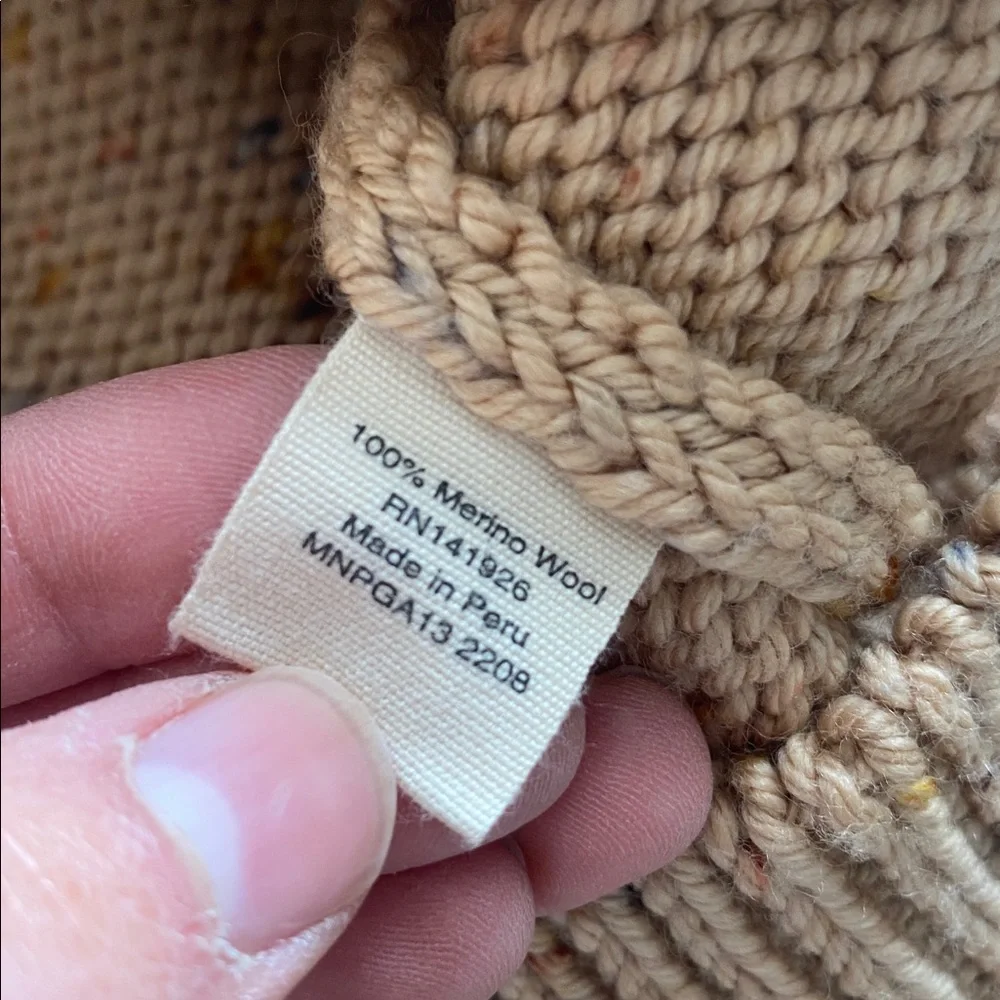 100% Merino Wool
RN141926
Made in Peru
MNPGA13 2208